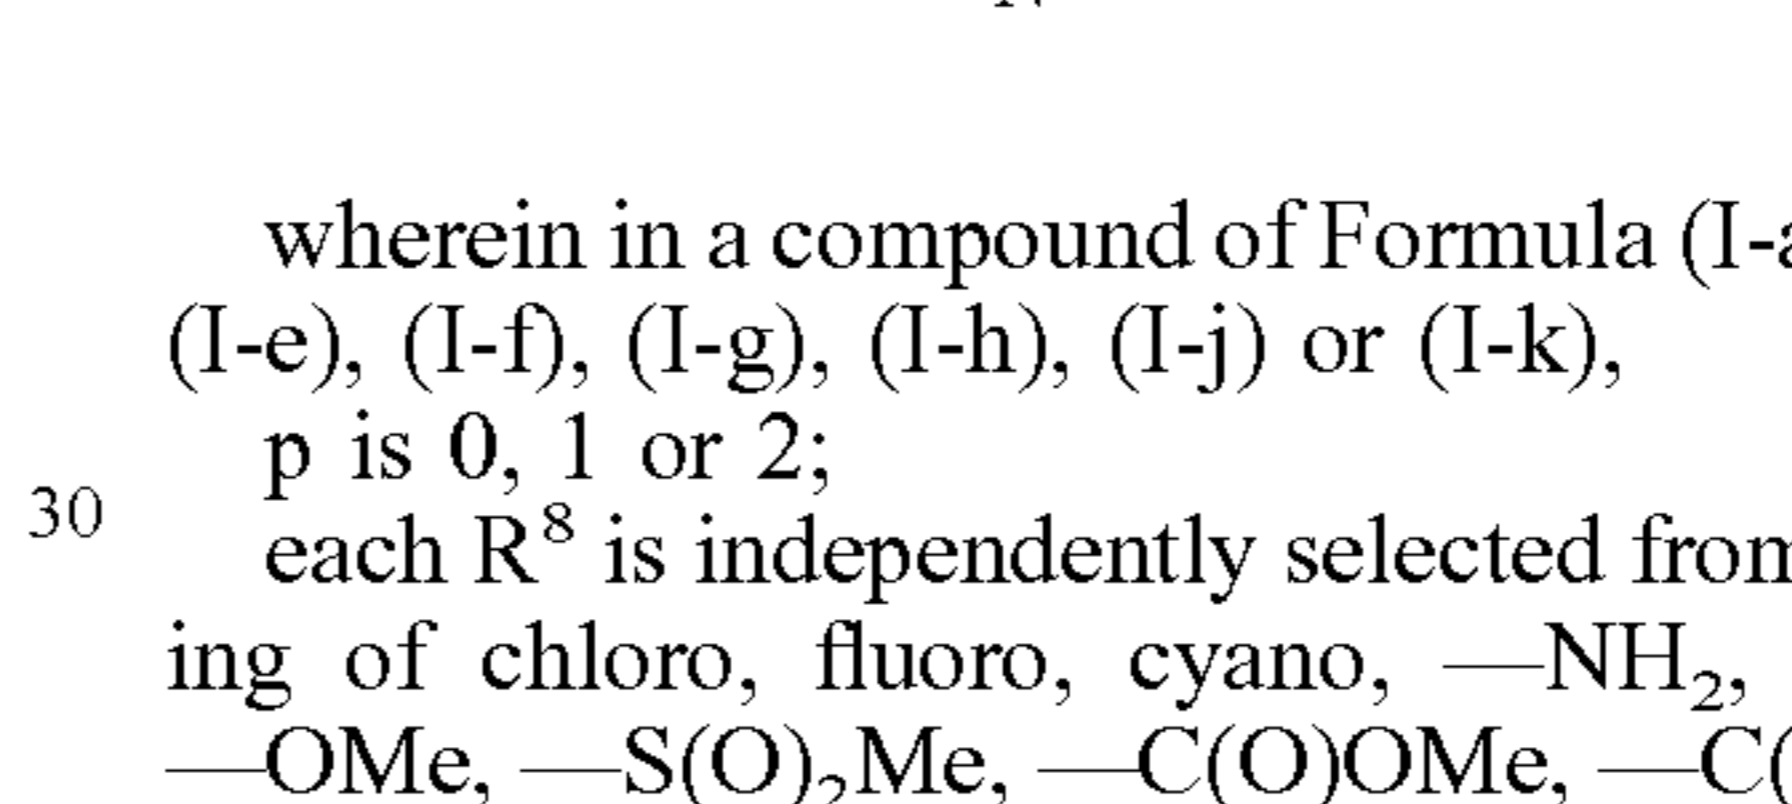 wherein in a compound of Formula (I-a
(I-e), (I-f), (I-g), (I-h), (I-j) or (I-k),
p is 0, 1 or 2;
30
each R⁸ is independently selected from
ing of chloro, fluoro, cyano, —NH₂,
—OMe, —S(O)₂Me, —C(O)OMe, —C(